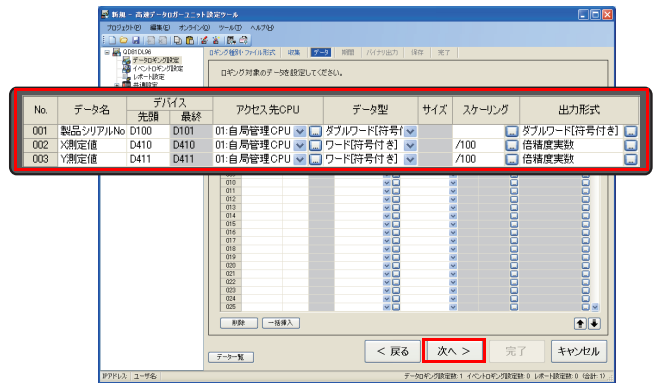 新規 - 高速データロガーユニット設定ツール
プロジェクト(P) 編集(E) オンライン(O) ツール(T) ヘルプ(H)
QD81DL96
データロギング設定
イベントロギング設定
レポート設定
共通設定
ロギング種別・ファイル形式 収集 データ 期間 バイナリ出力 保存 完了
ロギング対象のデータを設定してください。
No. データ名 デバイス アクセス先CPU データ型 サイズ スケーリング 出力形式
先頭 最終
001 製品シリアルNo D100 D101 01:自局管理CPU ダブルワード[符号付 ダブルワード[符号付き]
002 X測定値 D410 D410 01:自局管理CPU ワード[符号付き] /100 倍精度実数
003 Y測定値 D411 D411 01:自局管理CPU ワード[符号付き] /100 倍精度実数
010
011
012
013
014
015
016
017
018
019
020
021
022
023
024
025
削除 一括挿入
データ一覧 < 戻る 次へ > 完了 キャンセル
IPアドレス ユーザ名 データロギング設定数: 1 イベントロギング設定数: 0 レポート設定数: 0 (合計: 1)